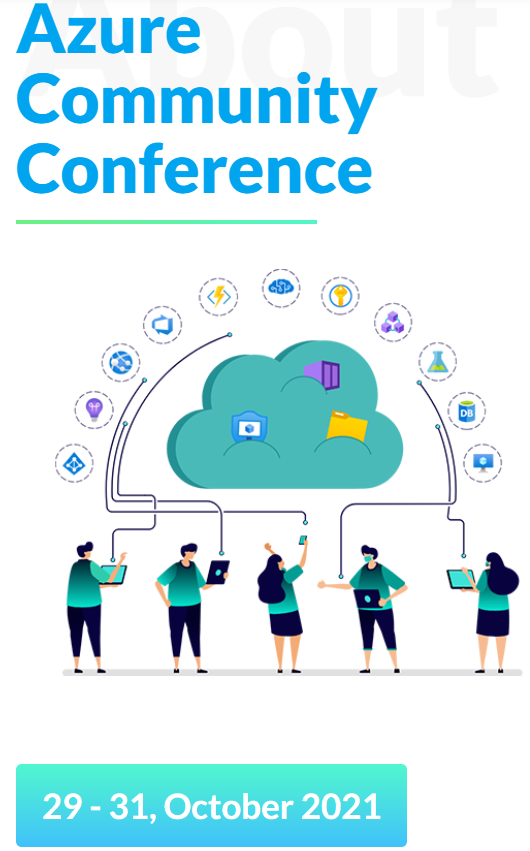 About
Azure
Community
Conference
DB
29 - 31, October 2021